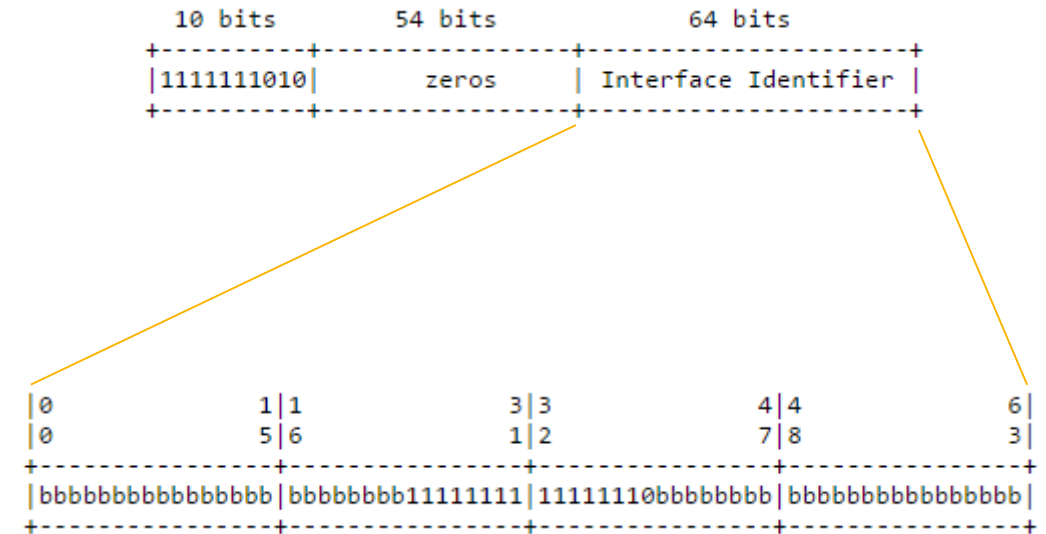 10 bits 54 bits 64 bits
+----------+-----------------+----------------------+
|1111111010| zeros | Interface Identifier |
+----------+-----------------+----------------------+
|0 1|1 3|3 4|4 6|
|0 5|6 1|2 7|8 3|
+----------------+----------------+----------------+----------------+
|bbbbbbbbbbbbbbbb|bbbbbbbb11111111|11111110bbbbbbbb|bbbbbbbbbbbbbbbb|
+----------------+----------------+----------------+----------------+